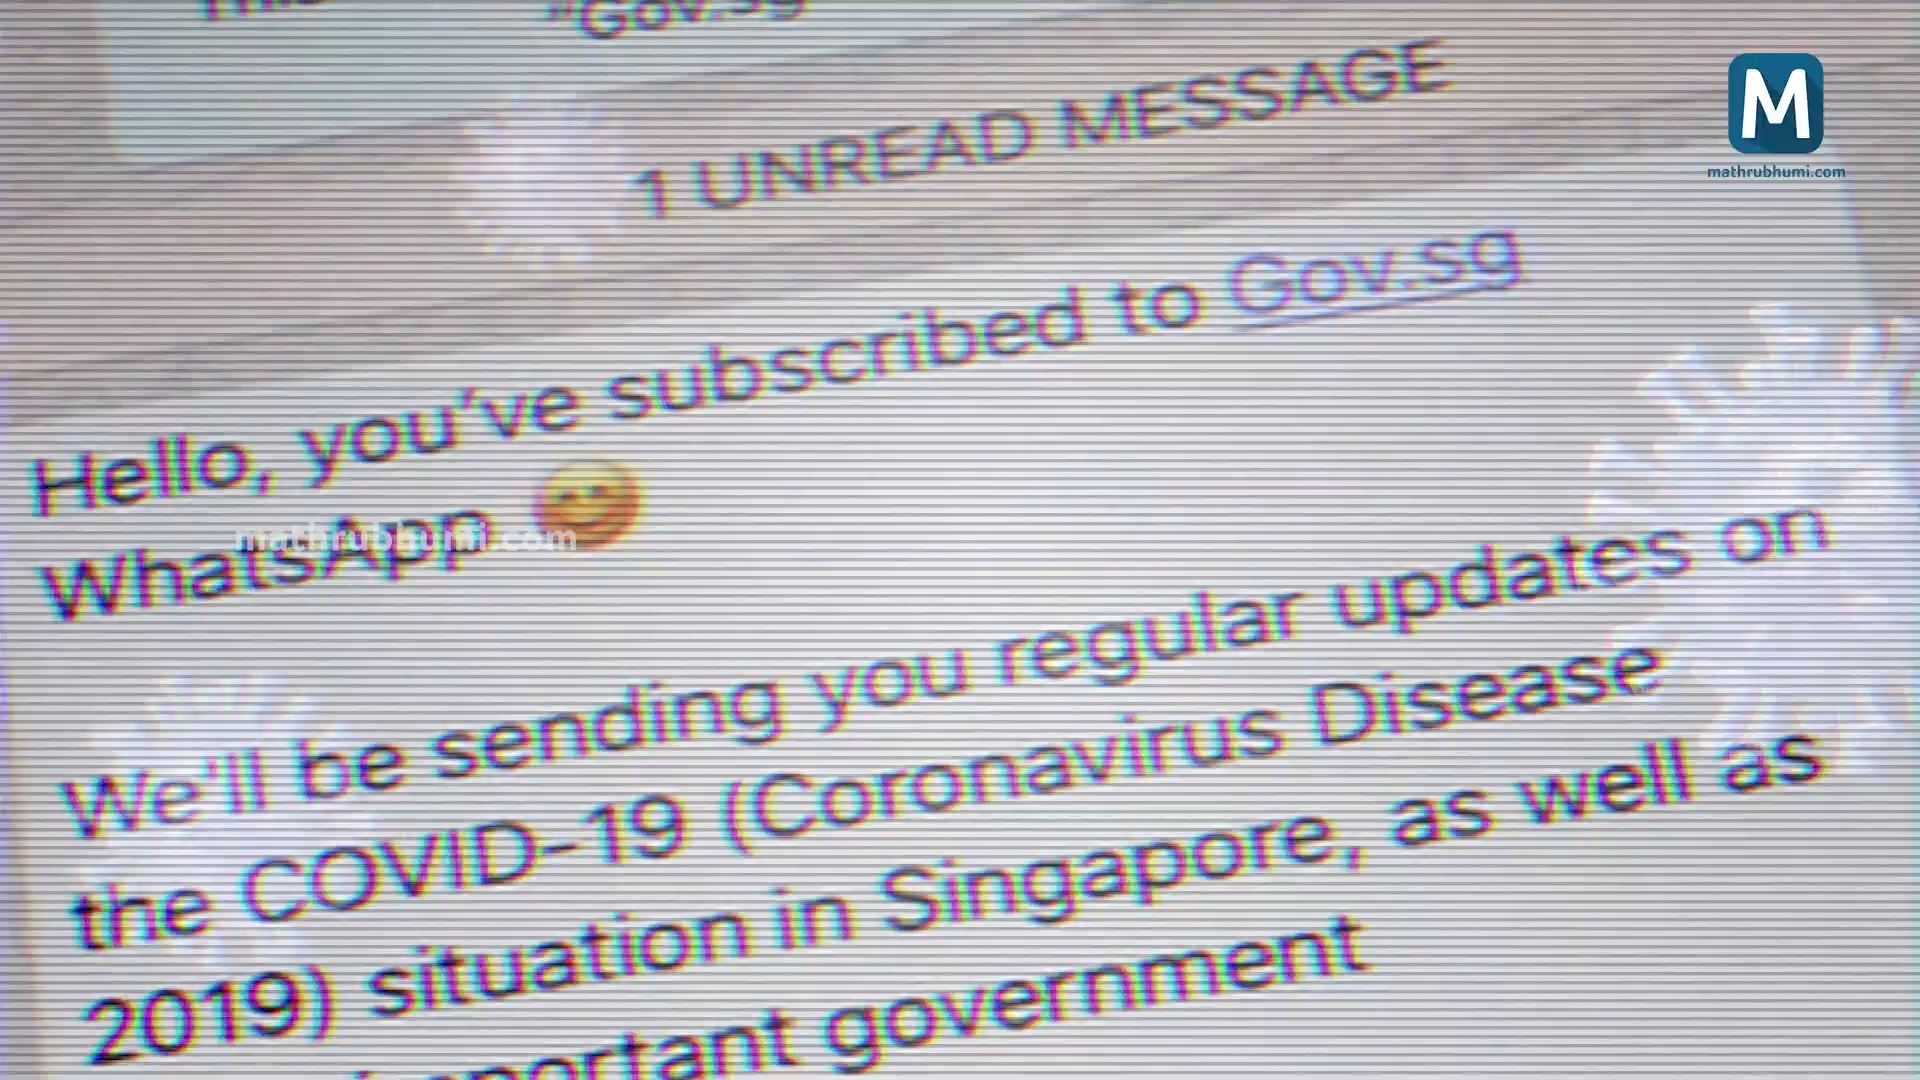 "Gov.sg
1 UNREAD MESSAGE
M
mathrubhumi.com
Hello, you've subscribed to Gov.sg
WhatsApp 😊
mathrubhumi.com
We'll be sending you regular updates on
the COVID-19 (Coronavirus Disease
2019) situation in Singapore, as well as
important government